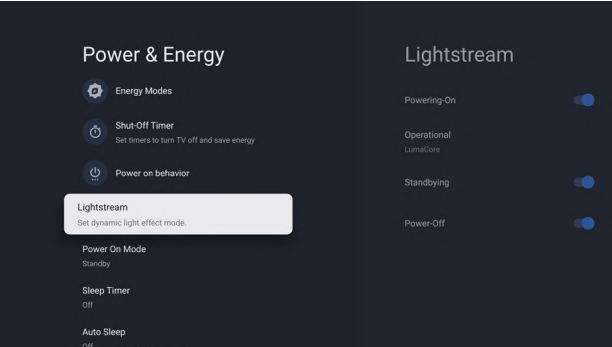 Power & Energy
Energy Modes
Shut-Off Timer
Set timers to turn TV off and save energy
Power on behavior
Lightstream
Set dynamic light effect mode.
Power On Mode
Standby
Sleep Timer
Off
Auto Sleep
Off
Lightstream
Powering-On
Operational
LumaCore
Standbying
Power-Off